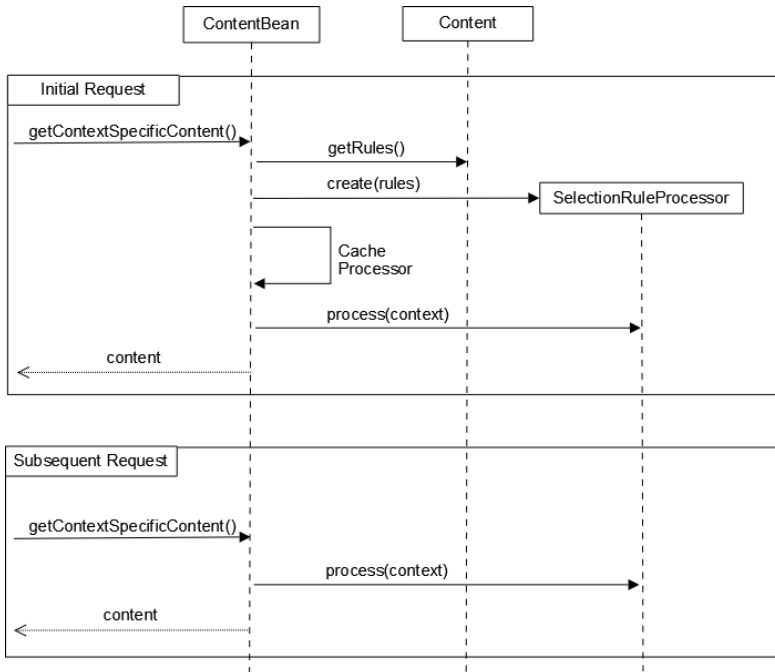 ContentBean
Content
Initial Request
getContextSpecificContent()
getRules()
create(rules)
SelectionRuleProcessor
Cache
Processor
process(context)
content
Subsequent Request
getContextSpecificContent()
process(context)
content